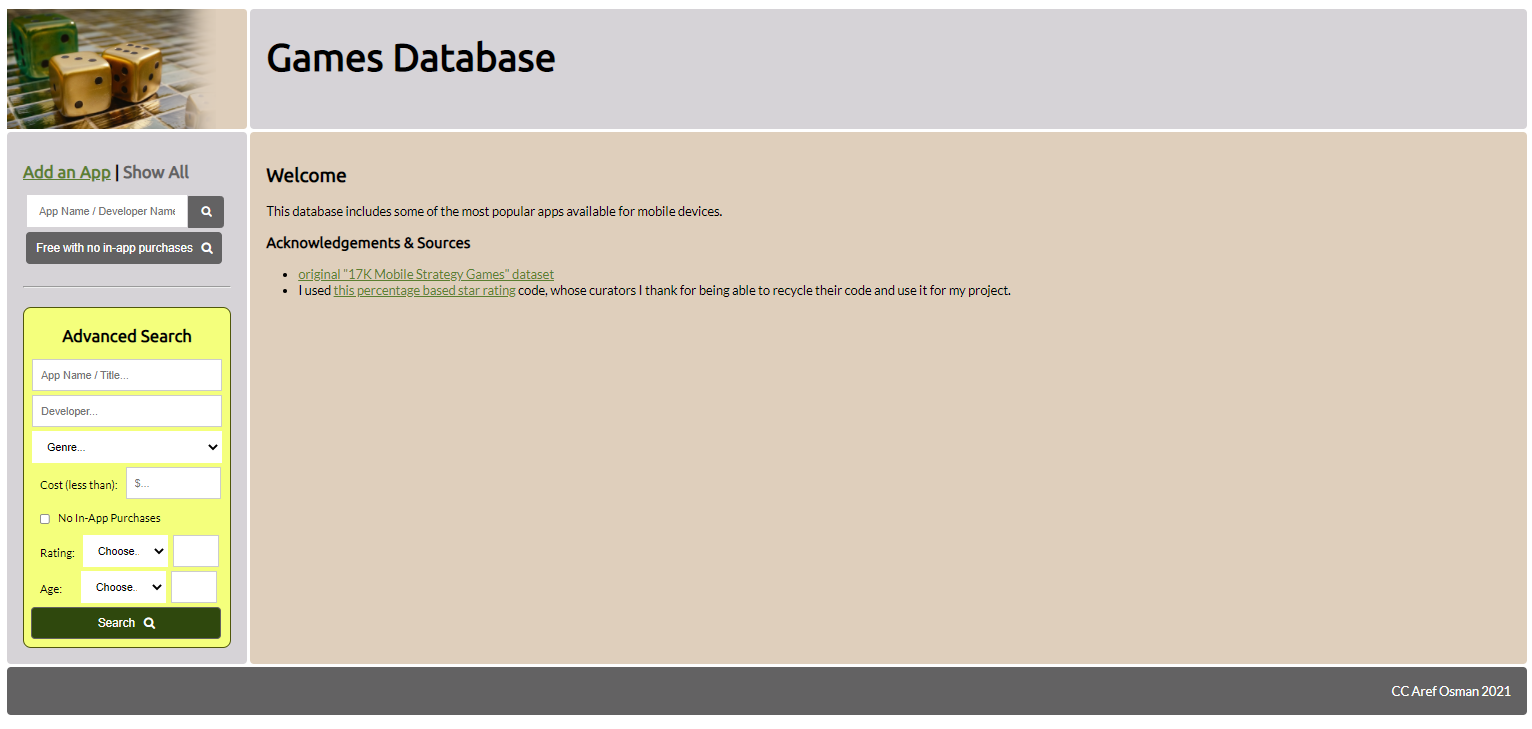 Games Database
Add an App | Show All
App Name / Developer Name
Free with no in-app purchases
Advanced Search
App Name / Title...
Developer...
Genre...
Cost (less than): $...
No In-App Purchases
Rating: Choose..
Age: Choose..
Search
Welcome
This database includes some of the most popular apps available for mobile devices.
Acknowledgements & Sources
original "17K Mobile Strategy Games" dataset
I used this percentage based star rating code, whose curators I thank for being able to recycle their code and use it for my project.
CC Aref Osman 2021